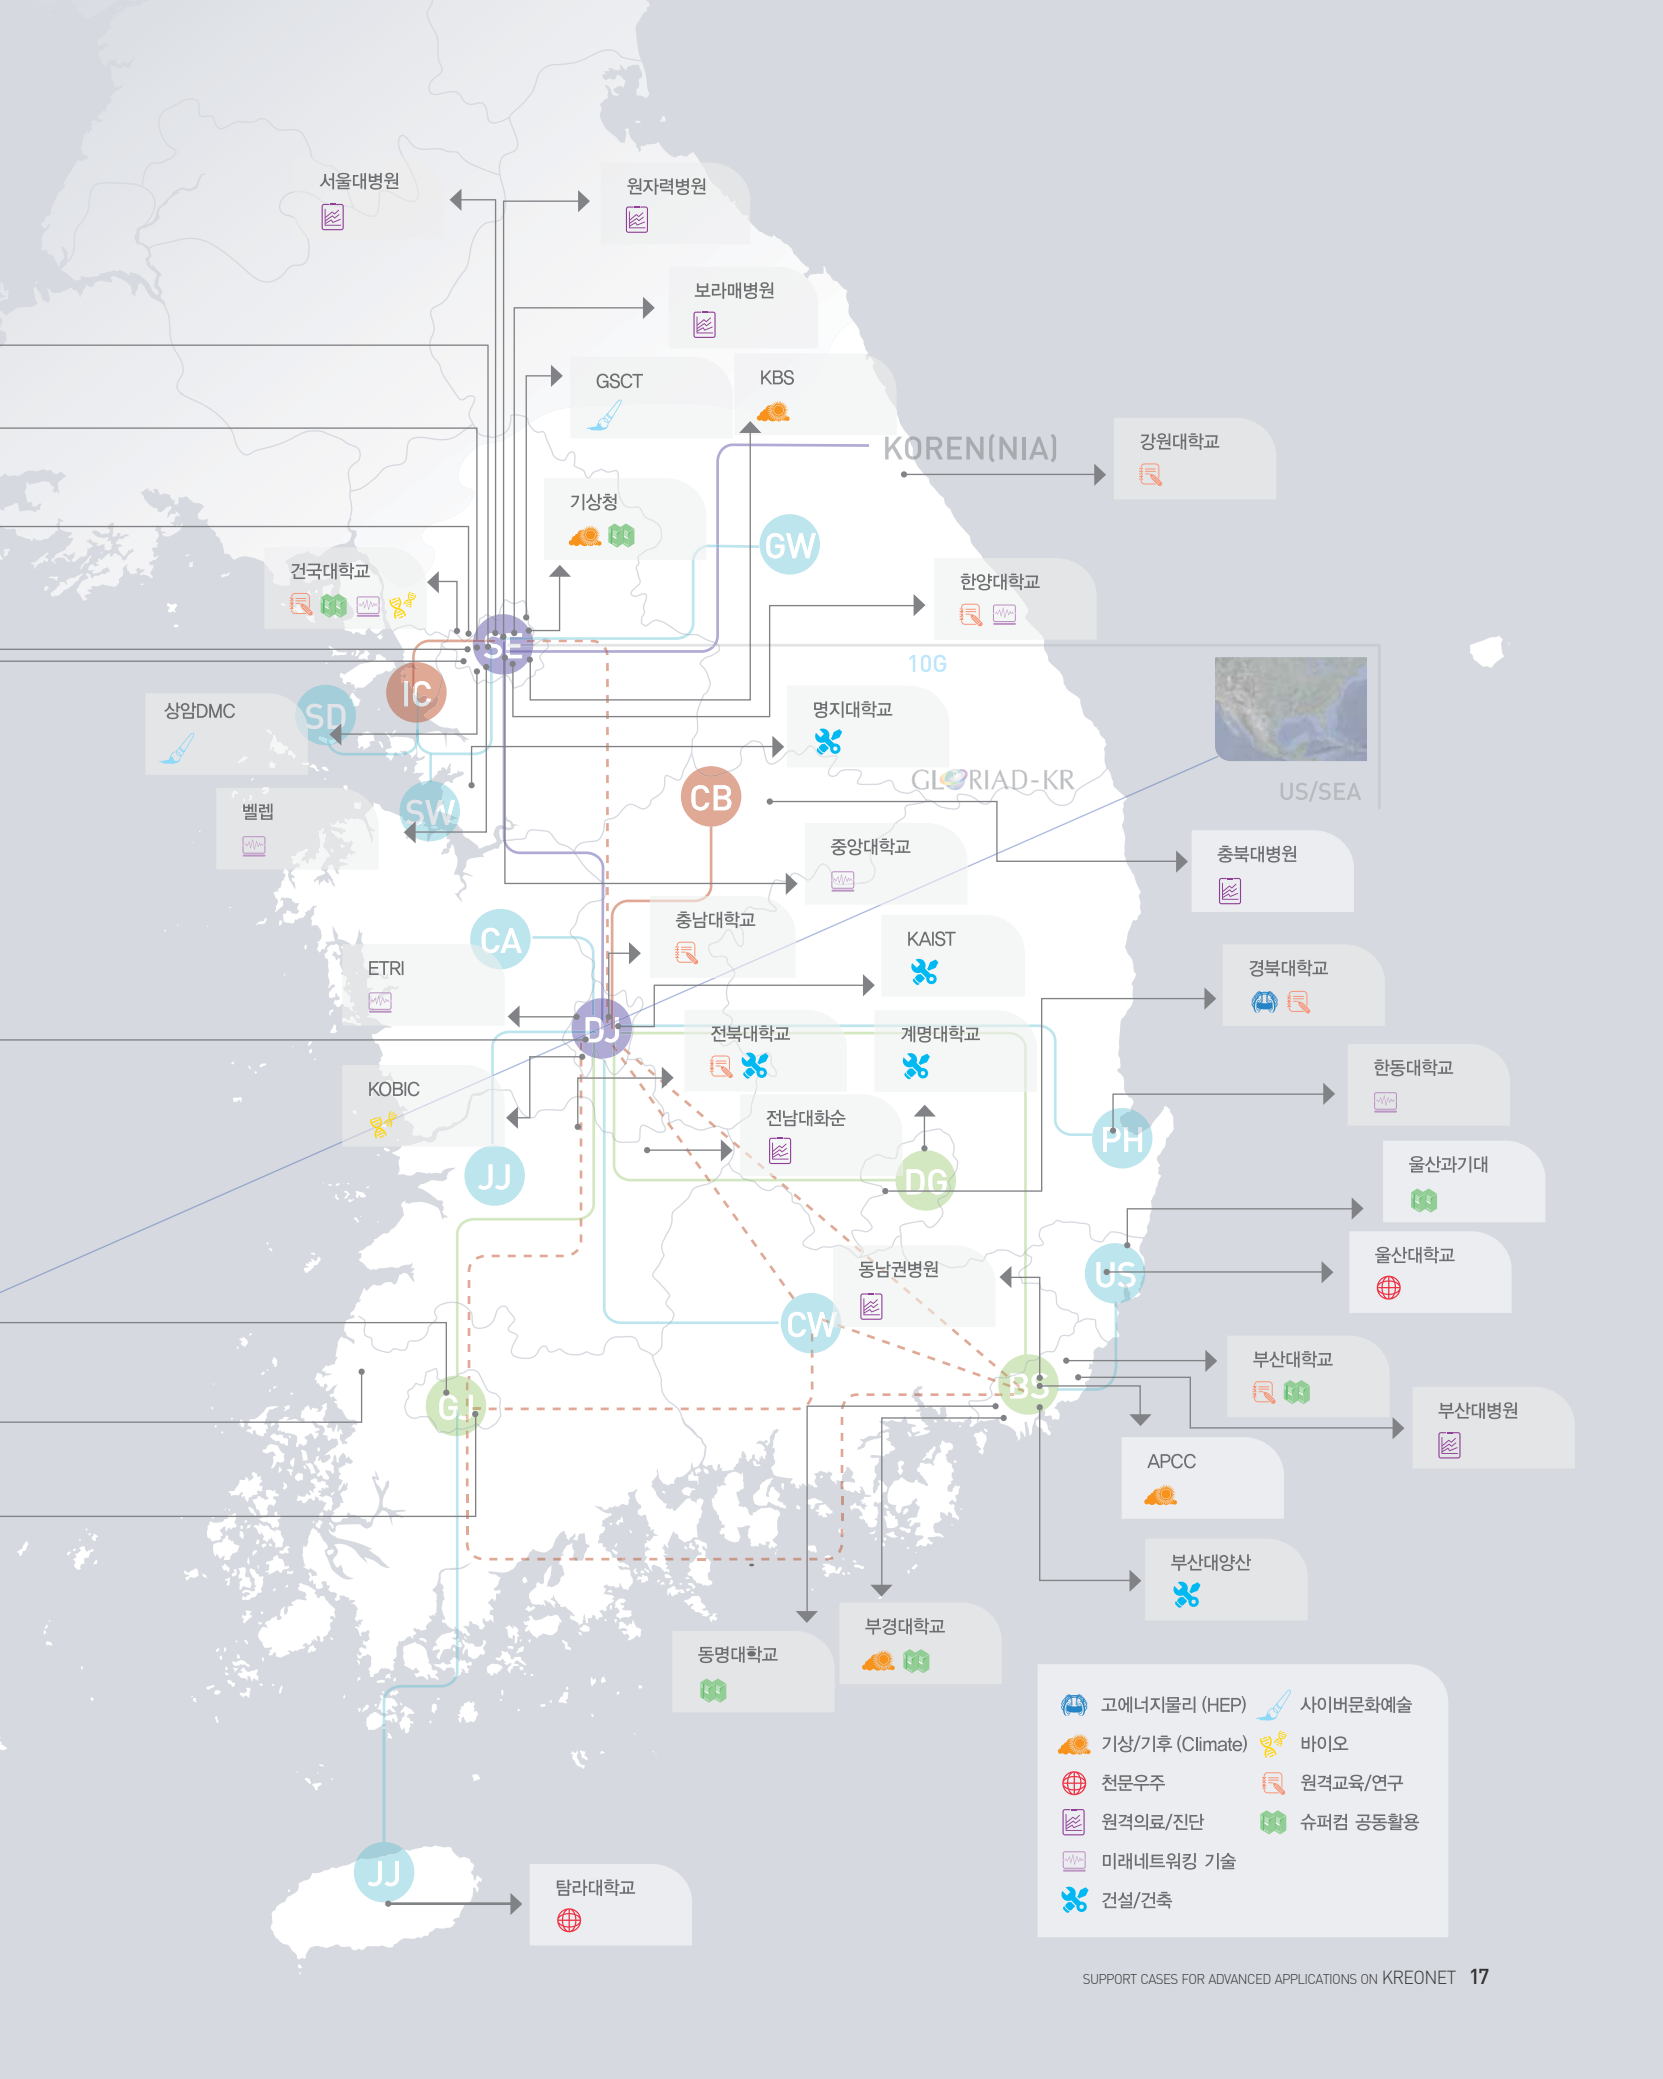 서울대병원
원자력병원
보라매병원
GSCT
KBS
KOREN(NIA)
강원대학교
기상청
GW
건국대학교
한양대학교
SE
10G
IC
상암DMC
SD
명지대학교
GLORIAD-KR
US/SEA
CB
벨렙
SW
중앙대학교
충북대병원
충남대학교
CA
KAIST
ETRI
경북대학교
DJ
전북대학교
계명대학교
한동대학교
KOBIC
전남대화순
PH
울산과기대
JJ
DG
울산대학교
동남권병원
US
CW
부산대학교
BS
GJ
부산대병원
APCC
부산대양산
부경대학교
동명대학교
고에너지물리 (HEP)
사이버문화예술
기상/기후 (Climate)
바이오
천문우주
원격교육/연구
원격의료/진단
슈퍼컴 공동활용
미래네트워킹 기술
건설/건축
JJ
탐라대학교
SUPPORT CASES FOR ADVANCED APPLICATIONS ON KREONET 17